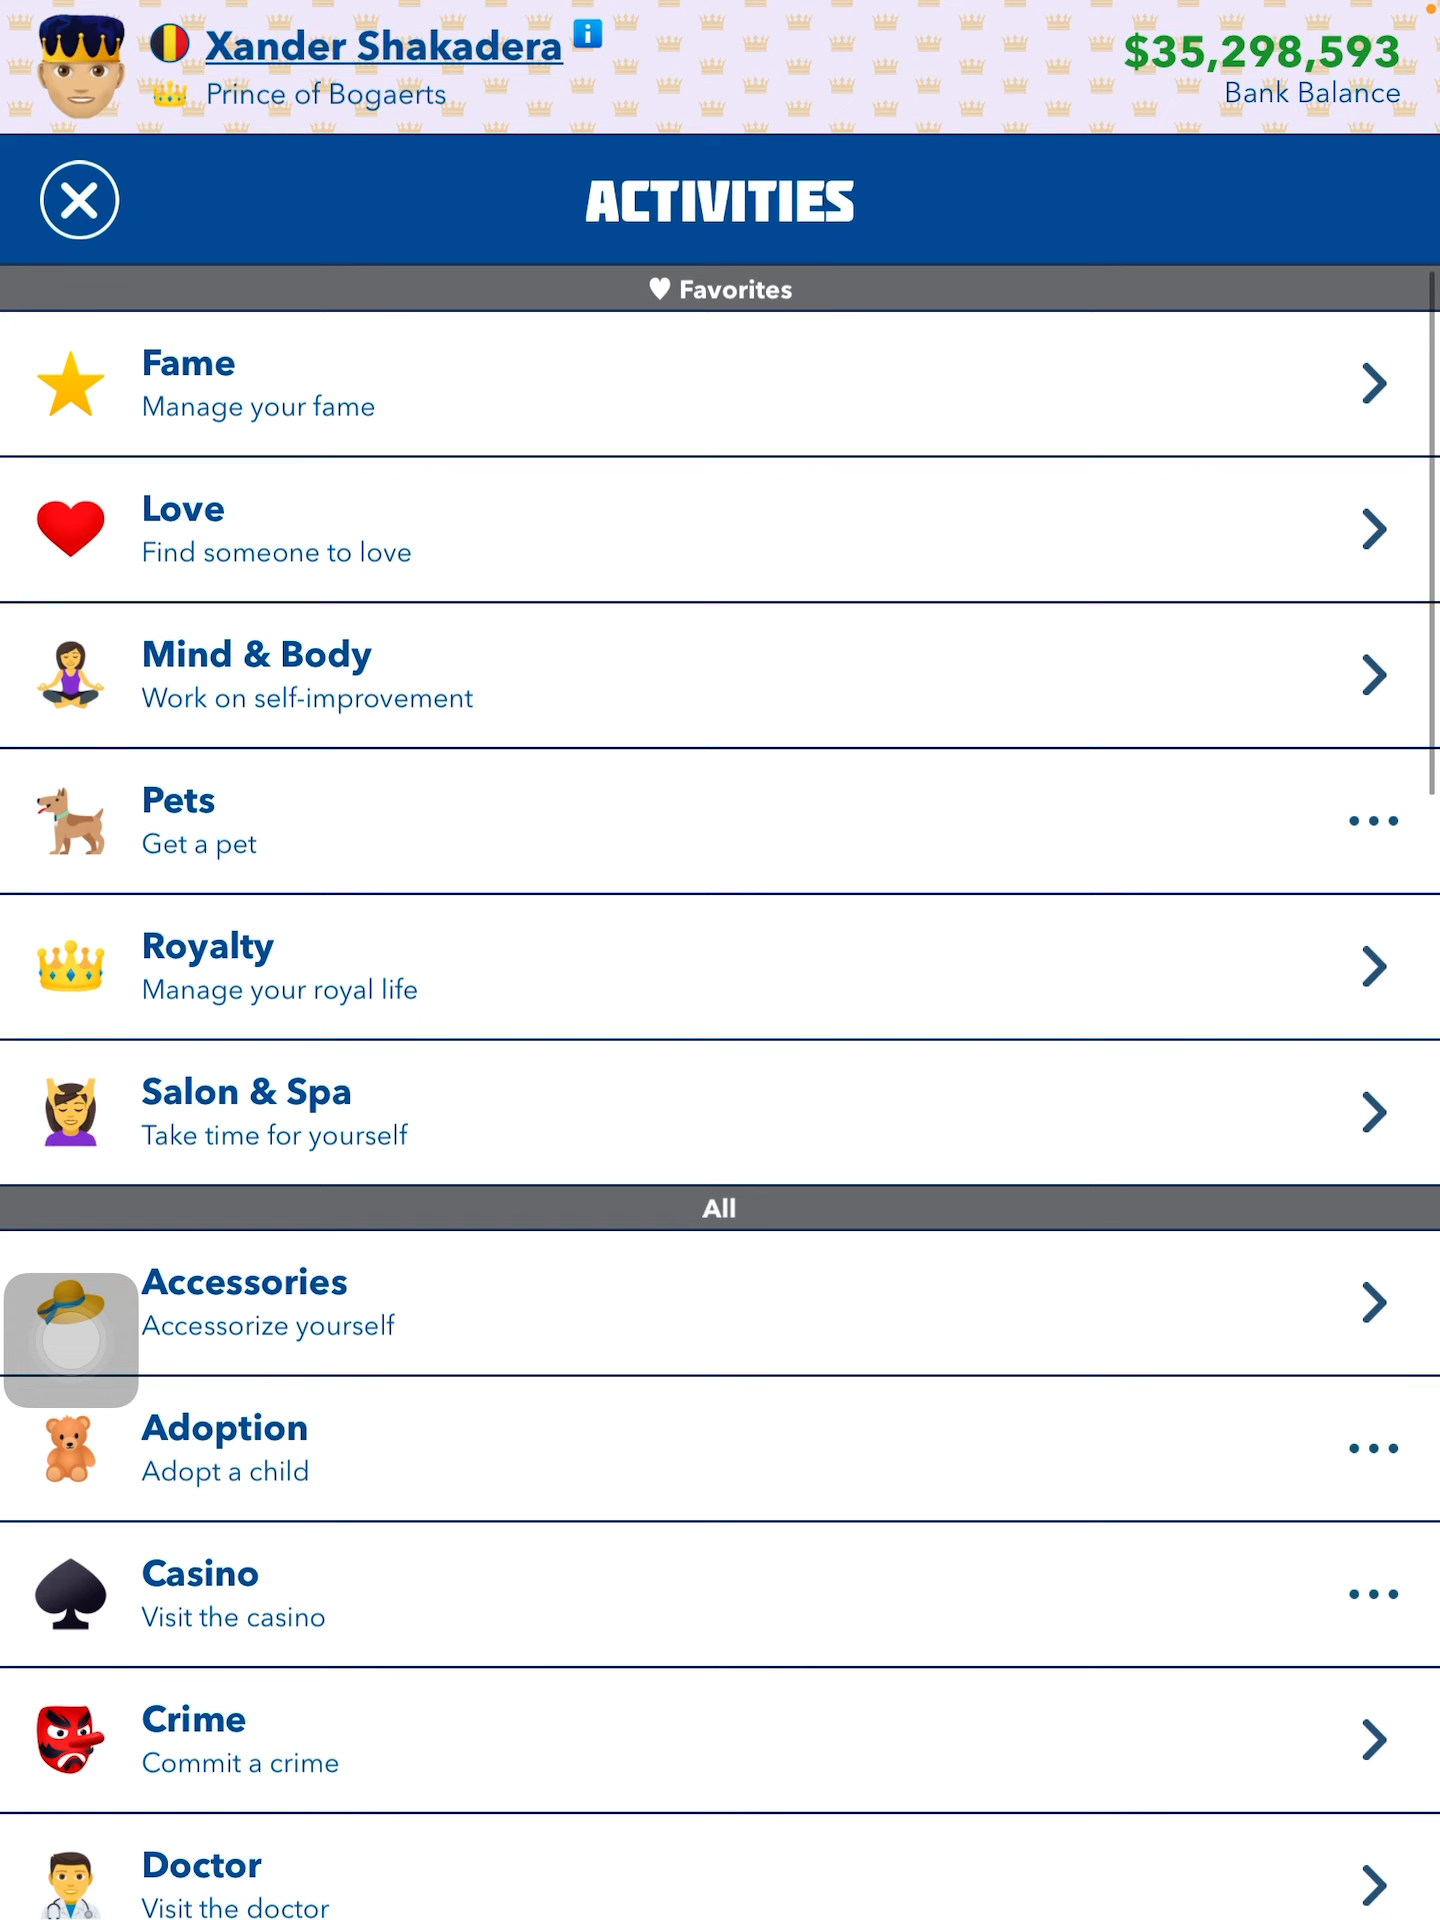 Xander Shakadera
Prince of Bogaerts
$35,298,593
Bank Balance
ACTIVITIES
Favorites
Fame
Manage your fame
Love
Find someone to love
Mind & Body
Work on self-improvement
Pets
Get a pet
Royalty
Manage your royal life
Salon & Spa
Take time for yourself
All
Accessories
Accessorize yourself
Adoption
Adopt a child
Casino
Visit the casino
Crime
Commit a crime
Doctor
Visit the doctor